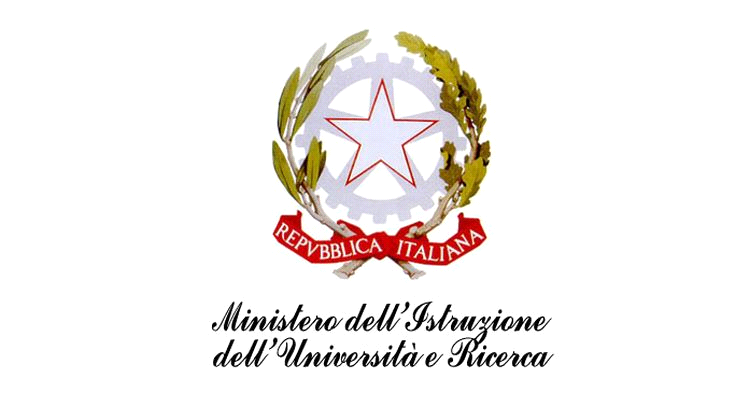 REPVBBLICA ITALIANA
Ministero dell'Istruzione
dell'Università e Ricerca